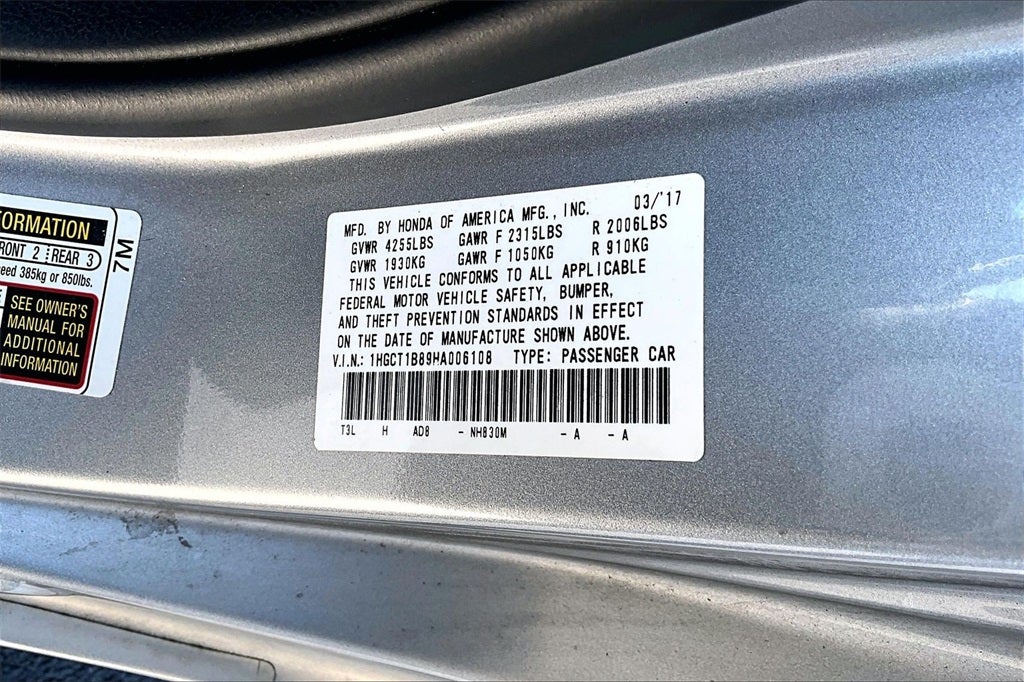 FORMATION
FRONT 2 REAR 3
385kg or 850lbs.
SEE OWNER'S
MANUAL FOR
ADDITIONAL
INFORMATION
7M
MFD. BY HONDA OF AMERICA MFG., INC. 03/'17
GVWR 4255LBS GAWR F 2315LBS R 2006LBS
GVWR 1930KG GAWR F 1050KG R 910KG
THIS VEHICLE CONFORMS TO ALL APPLICABLE
FEDERAL MOTOR VEHICLE SAFETY, BUMPER,
AND THEFT PREVENTION STANDARDS IN EFFECT
ON THE DATE OF MANUFACTURE SHOWN ABOVE.
V.I.N.: 1HGCT1B89HA006108 TYPE: PASSENGER CAR
T3L H AD8 - NH830M - A - A